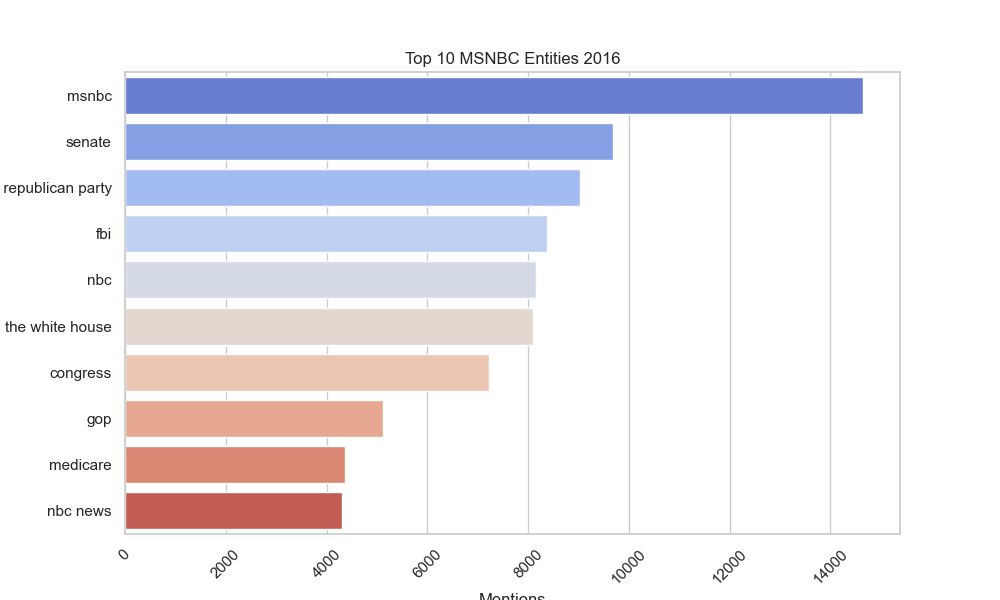 Top 10 MSNBC Entities 2016
msnbc
senate
republican party
fbi
nbc
the white house
congress
gop
medicare
nbc news
0
2000
4000
6000
8000
10000
12000
14000
Mentions